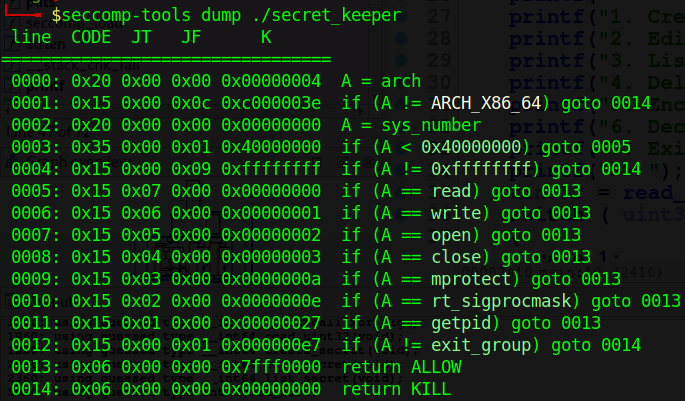 $seccomp-tools dump ./secret_keeper
line  CODE  JT   JF      K
=================================
0000: 0x20 0x00 0x00 0x00000004  A = arch
0001: 0x15 0x00 0x0c 0xc000003e  if (A != ARCH_X86_64) goto 0014
0002: 0x20 0x00 0x00 0x00000000  A = sys_number
0003: 0x35 0x00 0x01 0x40000000  if (A < 0x40000000) goto 0005
0004: 0x15 0x00 0x09 0xffffffff  if (A != 0xffffffff) goto 0014
0005: 0x15 0x07 0x00 0x00000000  if (A == read) goto 0013
0006: 0x15 0x06 0x00 0x00000001  if (A == write) goto 0013
0007: 0x15 0x05 0x00 0x00000002  if (A == open) goto 0013
0008: 0x15 0x04 0x00 0x00000003  if (A == close) goto 0013
0009: 0x15 0x03 0x00 0x0000000a  if (A == mprotect) goto 0013
0010: 0x15 0x02 0x00 0x0000000e  if (A == rt_sigprocmask) goto 0013
0011: 0x15 0x01 0x00 0x00000027  if (A == getpid) goto 0013
0012: 0x15 0x00 0x01 0x000000e7  if (A != exit_group) goto 0014
0013: 0x06 0x00 0x00 0x7fff0000  return ALLOW
0014: 0x06 0x00 0x00 0x00000000  return KILL